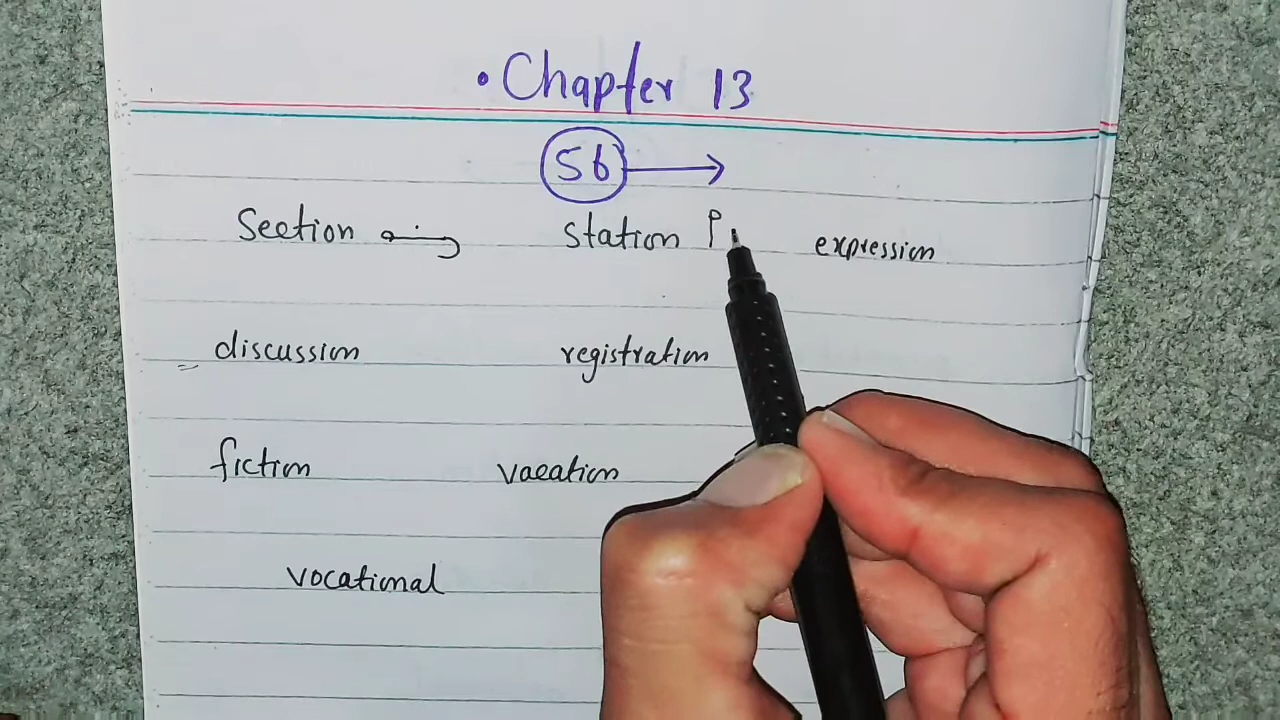 • Chapter 13
56 →
Section station expression
discussion registration
fiction vacation
vocational